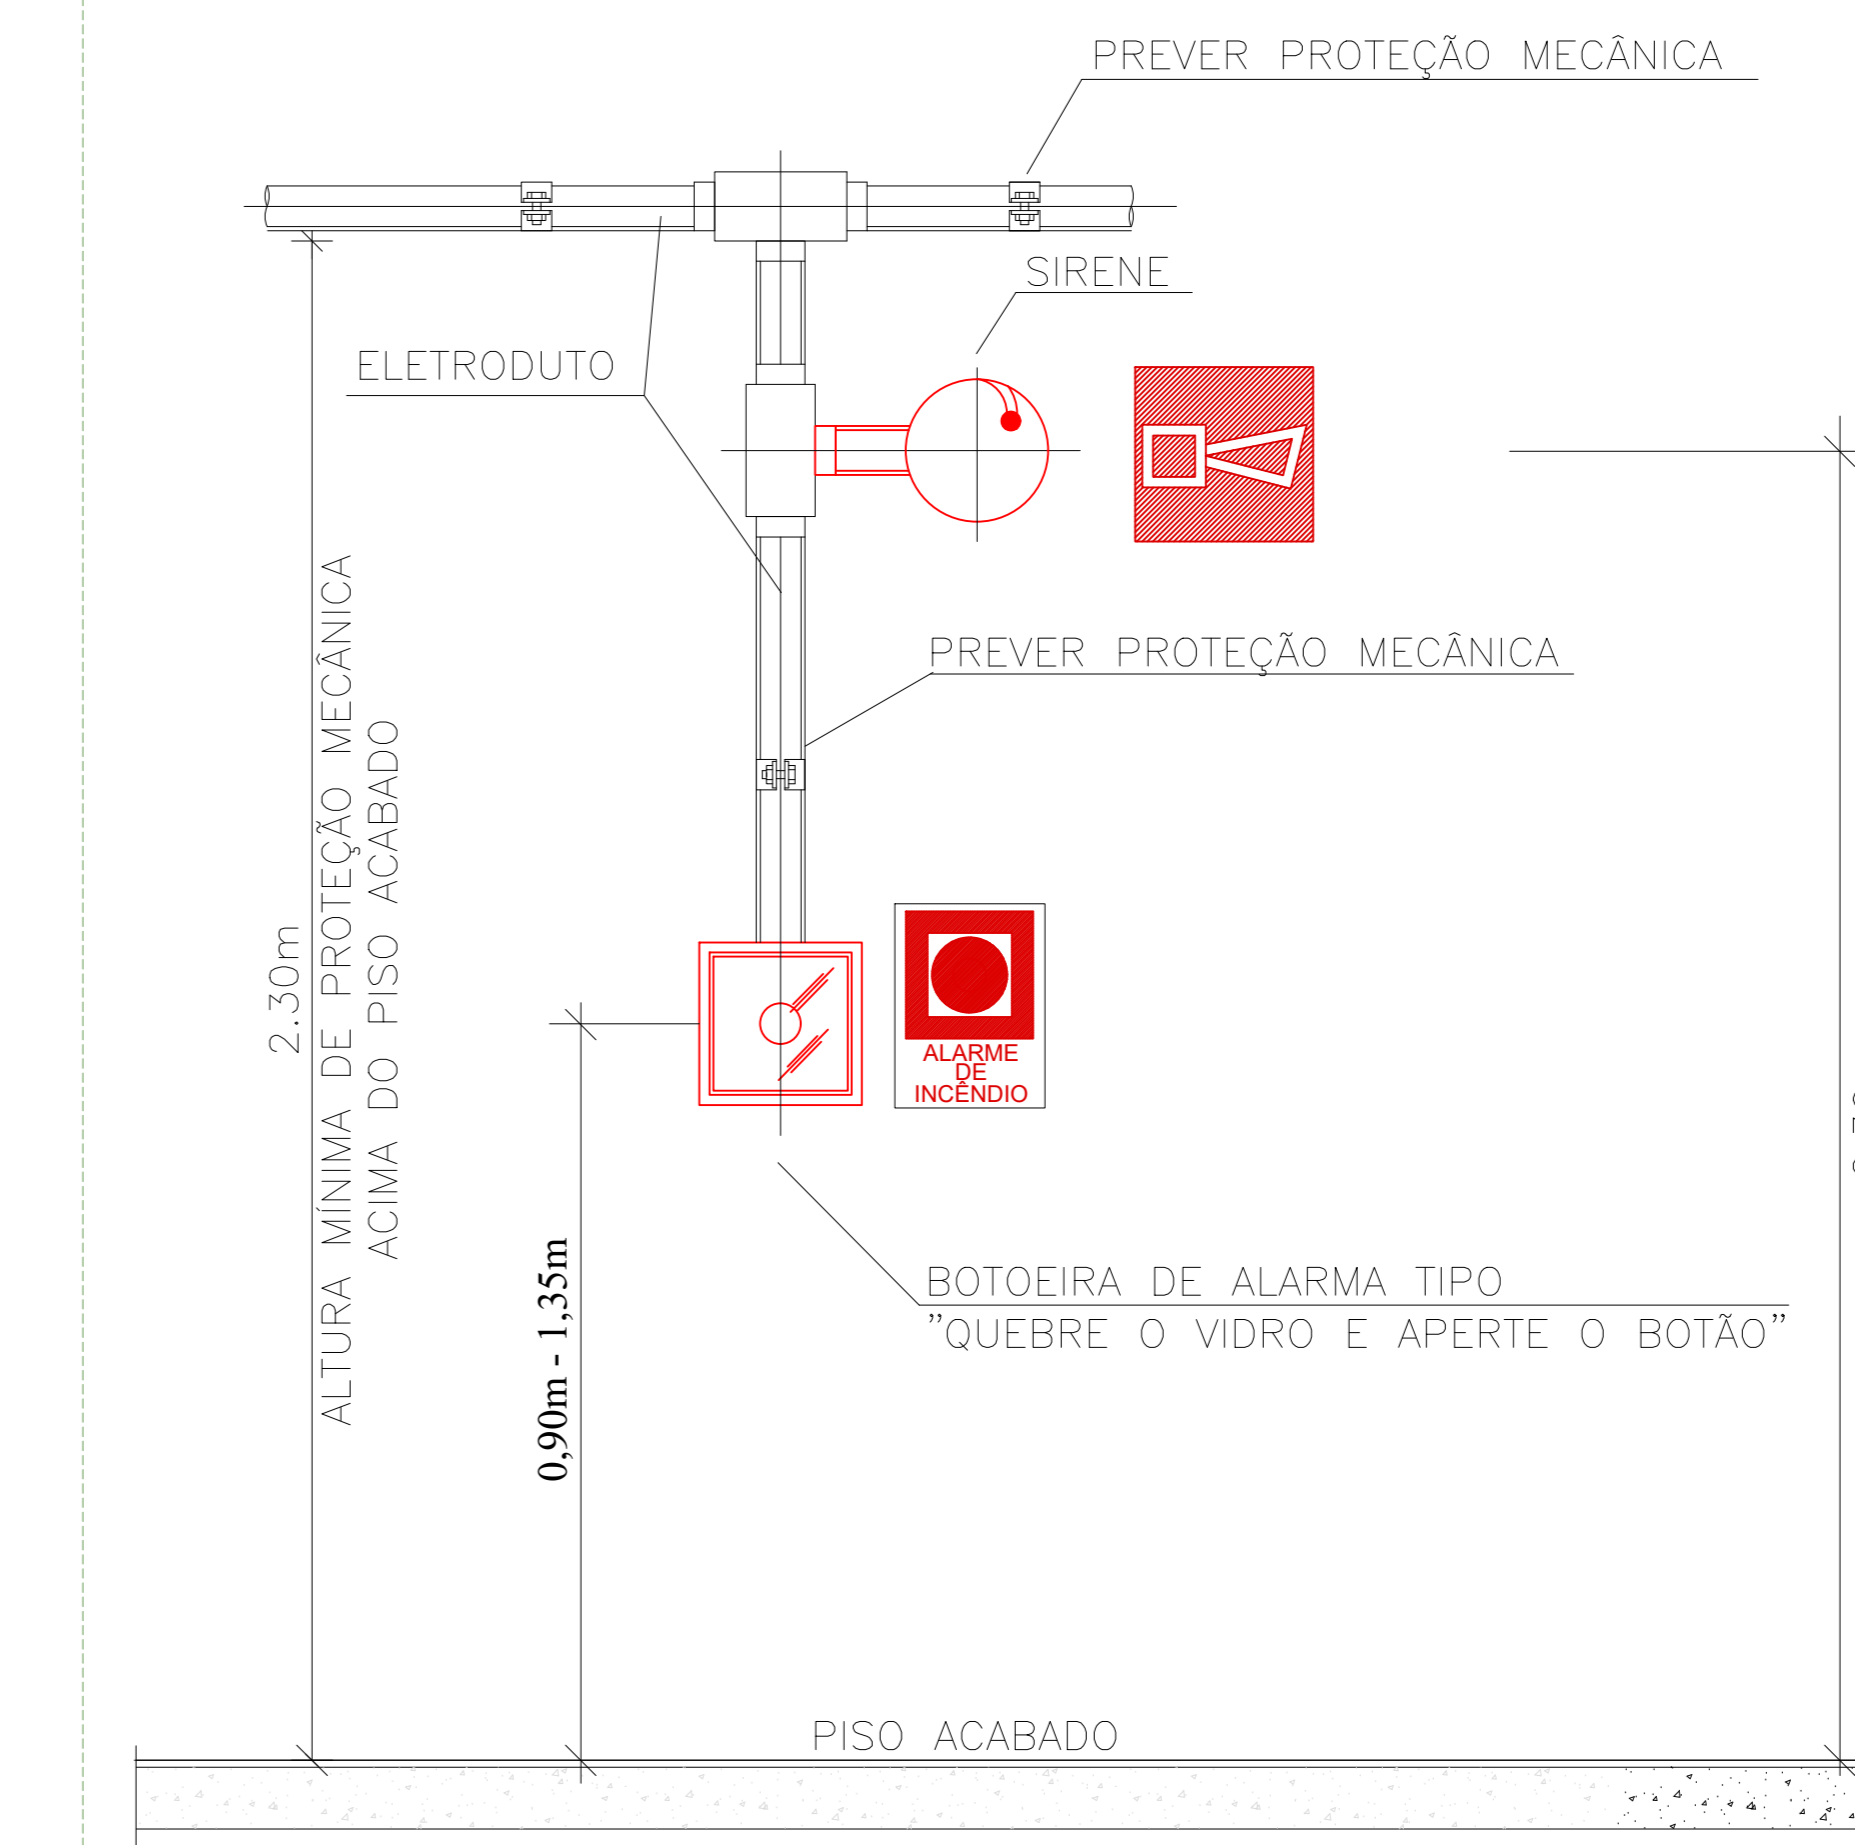 PREVER PROTEÇÃO MECÂNICA
SIRENE
ELETRODUTO
PREVER PROTEÇÃO MECÂNICA
2.30m
ALTURA MÍNIMA DE PROTEÇÃO MECÂNICA
ACIMA DO PISO ACABADO
ALARME
DE
INCÊNDIO
0,90m - 1,35m
BOTOEIRA DE ALARMA TIPO
"QUEBRE O VIDRO E APERTE O BOTÃO"
PISO ACABADO